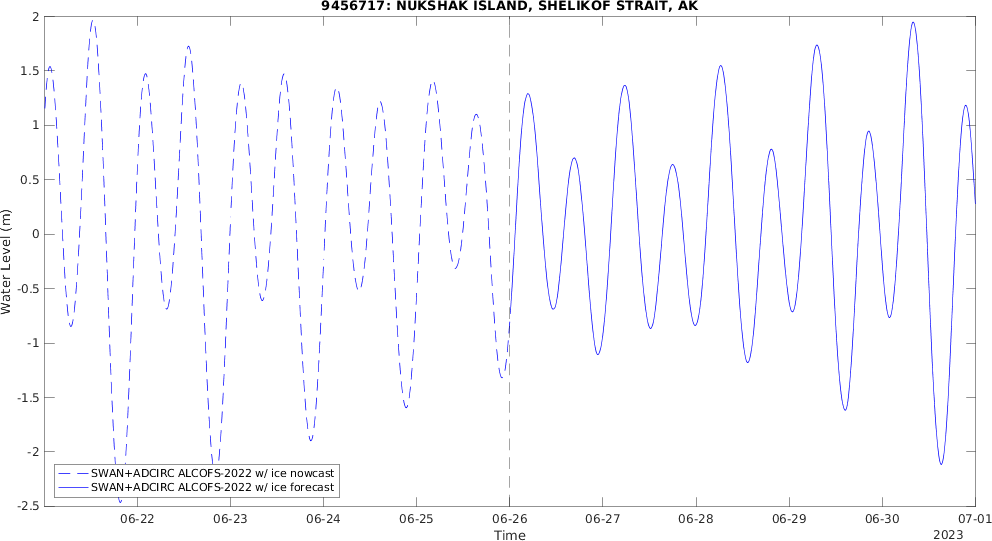 9456717: NUKSHAK ISLAND, SHELIKOF STRAIT, AK
Water Level (m)
2
1.5
1
0.5
0
-0.5
-1
-1.5
-2
-2.5
SWAN+ADCIRC ALCOFS-2022 w/ ice nowcast
SWAN+ADCIRC ALCOFS-2022 w/ ice forecast
06-22 06-23 06-24 06-25 06-26 06-27 06-28 06-29 06-30 07-01
Time
2023